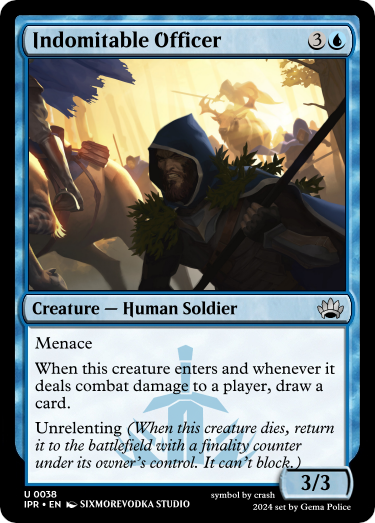 Indomitable Officer 3
Creature — Human Soldier
Menace
When this creature enters and whenever it
deals combat damage to a player, draw a
card.
Unrelenting (When this creature dies, return
it to the battlefield with a finality counter
under its owner's control. It can't block.)
3/3
U 0038
IPR • EN SIXMOREVODKA STUDIO
symbol by crash
2024 set by Gema Police